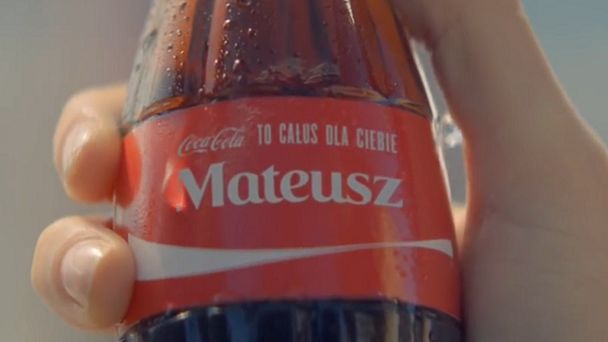 Coca-Cola TO CAŁUS DLA CIEBIE
Mateusz